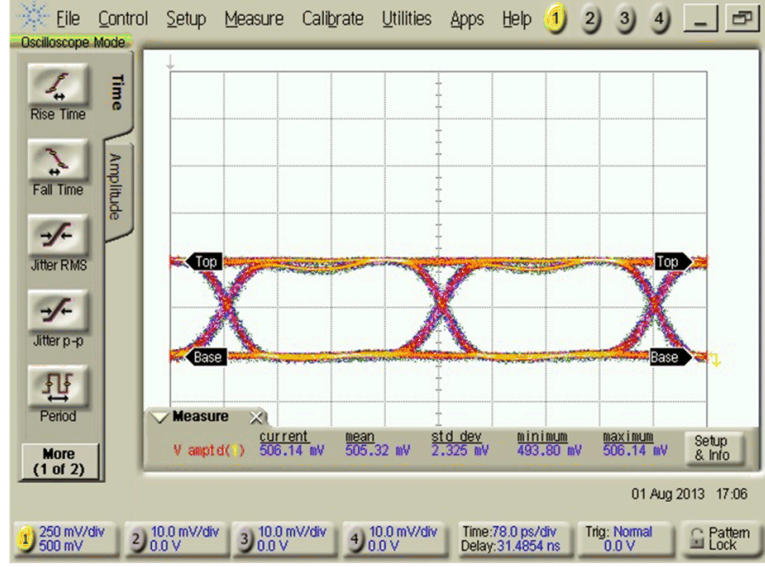 File Control Setup Measure Calibrate Utilities Apps Help 1 2 3 4
Oscilloscope Mode
Time
Amplitude
Rise Time
Fall Time
Jitter RMS
Jitter p-p
Period
More
(1 of 2)
Top
Top
Base
Base
Measure
current mean std dev minimum maximum
V amptd(1) 506.14 mV 505.32 mV 2.325 mV 493.80 mV 506.14 mV
Setup
& Info
01 Aug 2013 17:06
1 250 mV/div
500 mV
2 10.0 mV/div
0.0 V
3 10.0 mV/div
0.0 V
4 10.0 mV/div
0.0 V
Time:78.0 ps/div
Delay:31.4854 ns
Trig: Normal
0.0 V
Pattern
Lock